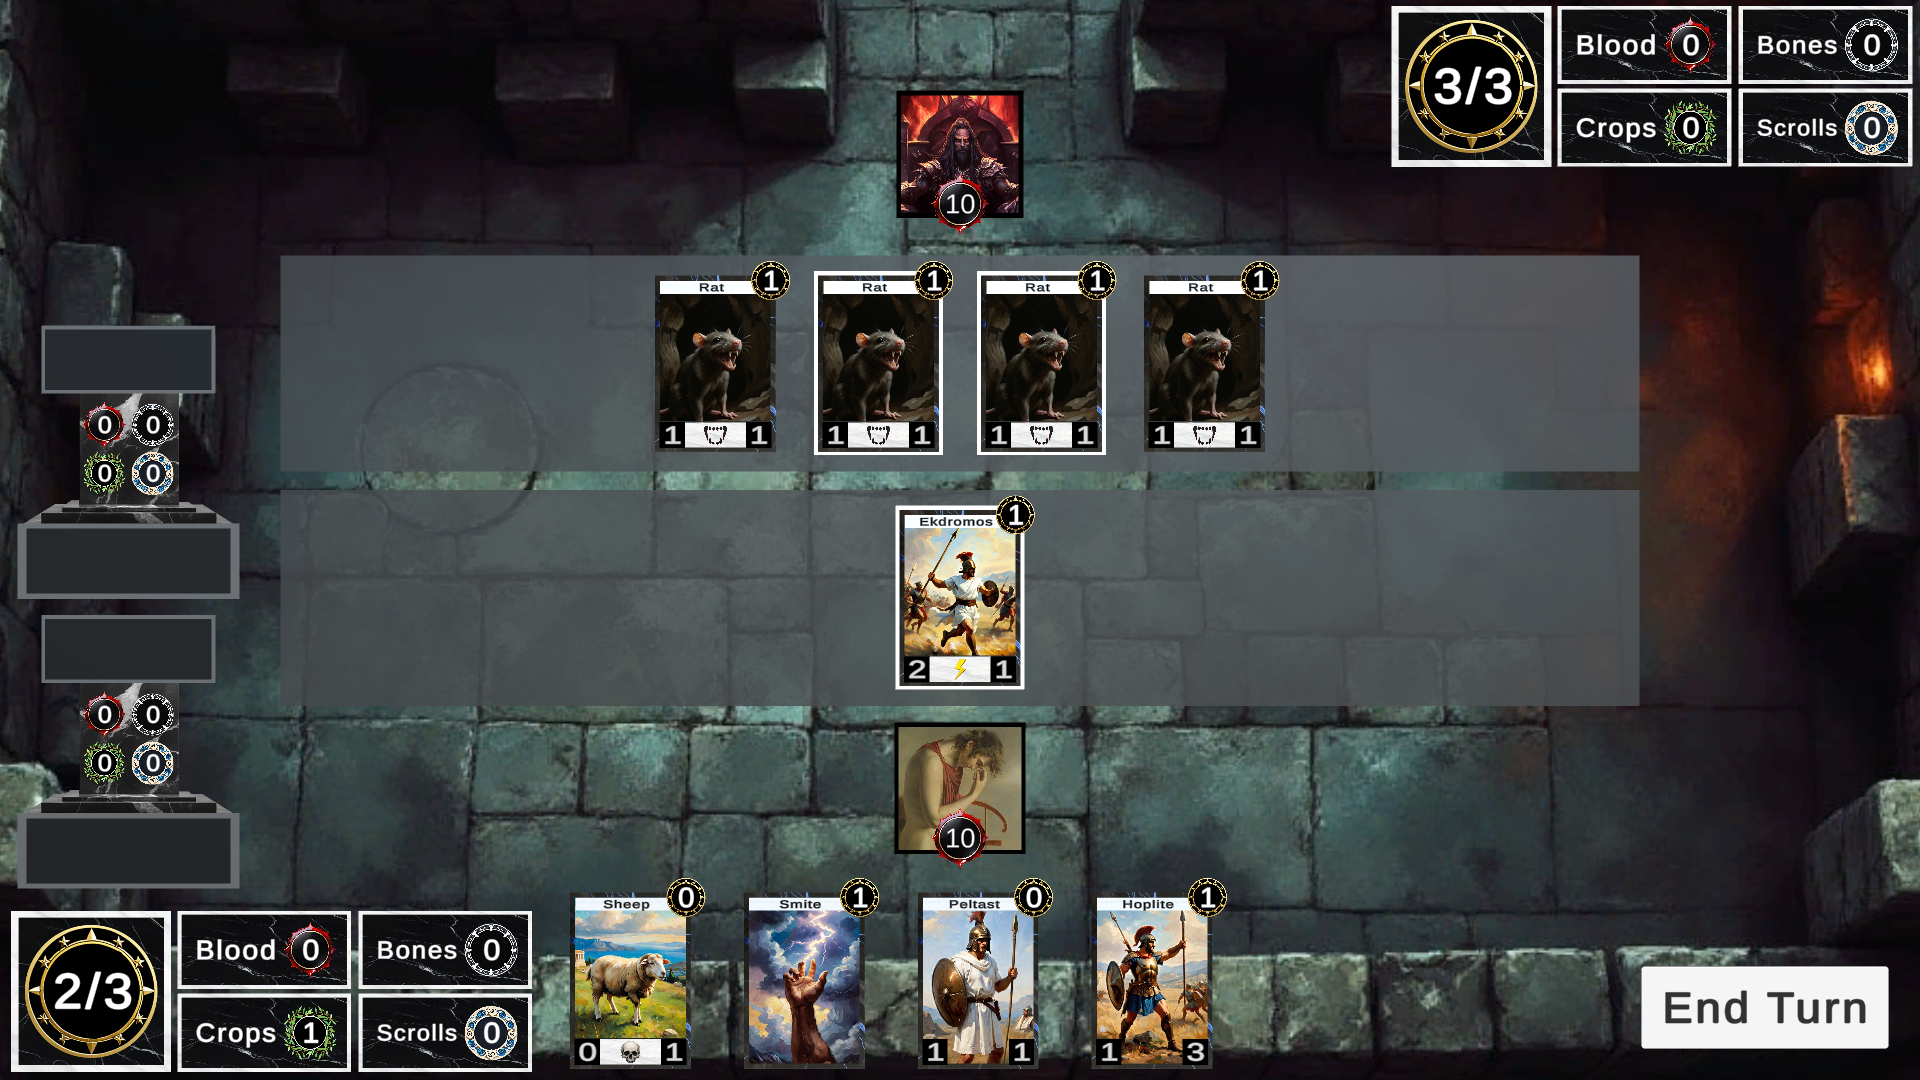 3/3
Blood 0
Bones 0
Crops 0
Scrolls 0
10
Rat 1
1 1
Rat 1
1 1
Rat 1
1 1
Rat 1
1 1
0 0
0 0
Ekdromos 1
2 1
0 0
0 0
10
2/3
Blood 0
Bones 0
Crops 1
Scrolls 0
Sheep 0
0 1
Smite 1
Peltast 0
1 1
Hoplite 1
1 3
End Turn